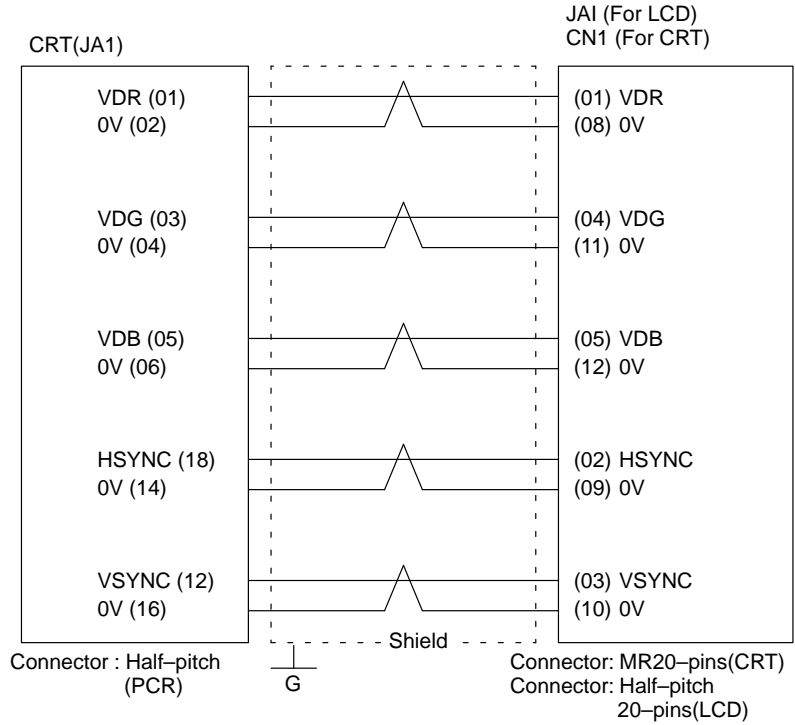 JAI (For LCD)
CN1 (For CRT)
CRT(JA1)
VDR (01)
0V (02)
(01) VDR
(08) 0V
VDG (03)
0V (04)
(04) VDG
(11) 0V
VDB (05)
0V (06)
(05) VDB
(12) 0V
HSYNC (18)
0V (14)
(02) HSYNC
(09) 0V
VSYNC (12)
0V (16)
(03) VSYNC
(10) 0V
Shield
G
Connector : Half–pitch
(PCR)
Connector: MR20–pins(CRT)
Connector: Half–pitch
20–pins(LCD)